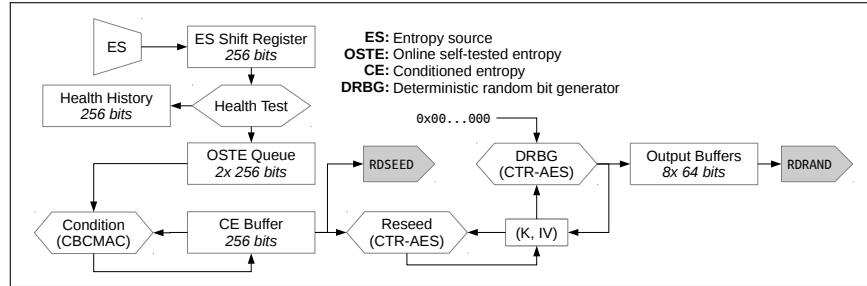 ES
ES Shift Register
256 bits
ES: Entropy source
OSTE: Online self-tested entropy
CE: Conditioned entropy
DRBG: Deterministic random bit generator
Health History
256 bits
Health Test
0x00...000
OSTE Queue
2x 256 bits
RDSEED
DRBG
(CTR-AES)
Output Buffers
8x 64 bits
RDRAND
Condition
(CBCMAC)
CE Buffer
256 bits
Reseed
(CTR-AES)
(K, IV)